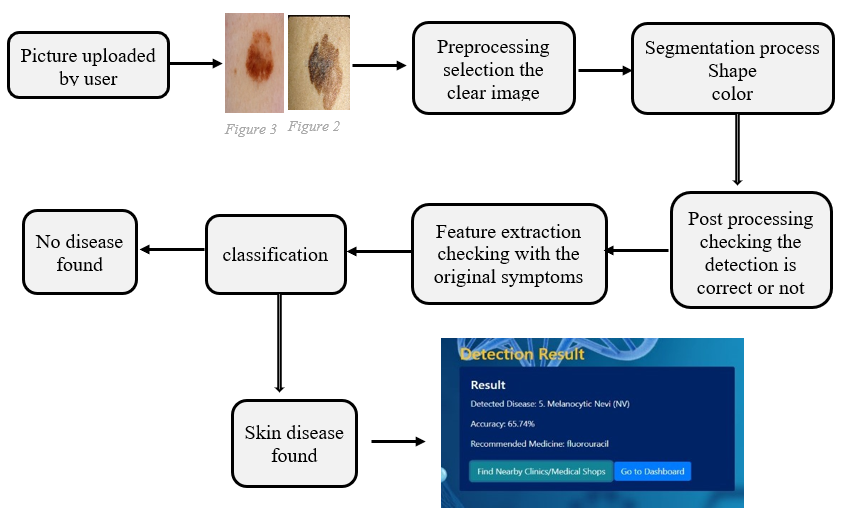 Picture uploaded
by user
Figure 3
Figure 2
Preprocessing
selection the
clear image
Segmentation process
Shape
color
Post processing
checking the
detection is
correct or not
Feature extraction
checking with the
original symptoms
classification
No disease
found
Skin disease
found
Detection Result
Result
Detected Disease: 5. Melanocytic Nevi (NV)
Accuracy: 65.74%
Recommended Medicine: fluorouracil
Find Nearby Clinics/Medical Shops
Go to Dashboard